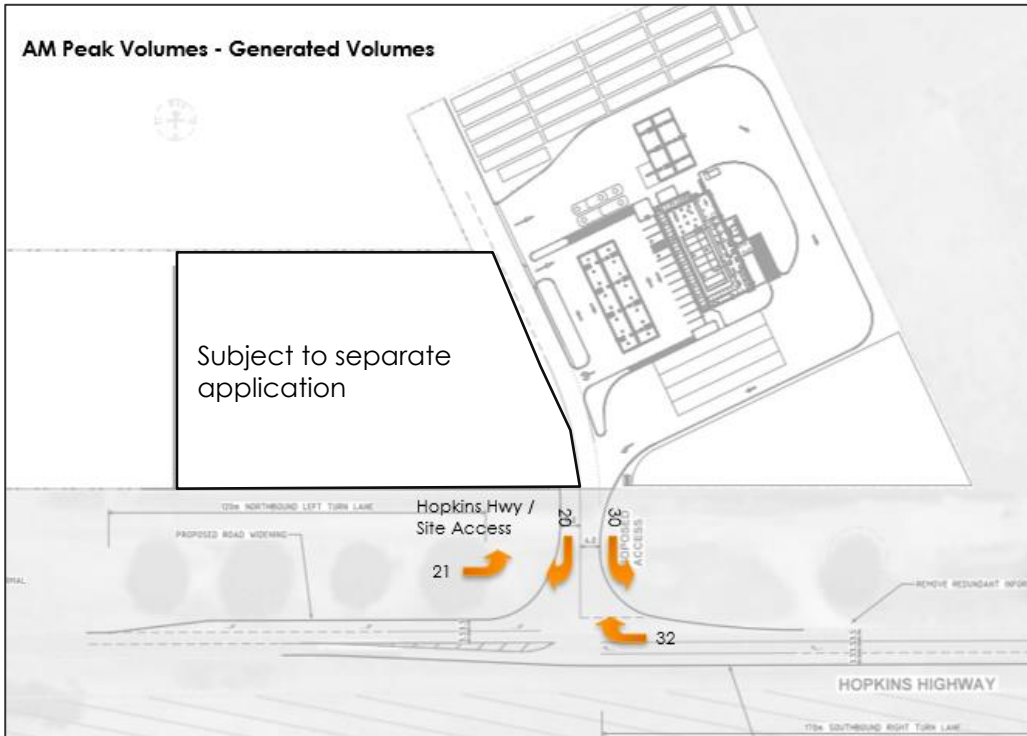 AM Peak Volumes - Generated Volumes
Subject to separate
application
120m NORTHBOUND LEFT TURN LANE
PROPOSED ROAD WIDENING
Hopkins Hwy /
Site Access
20
30
ACCESS
21
32
REMOVE REDUNDANT
HOPKINS HIGHWAY
170m SOUTHBOUND RIGHT TURN LANE